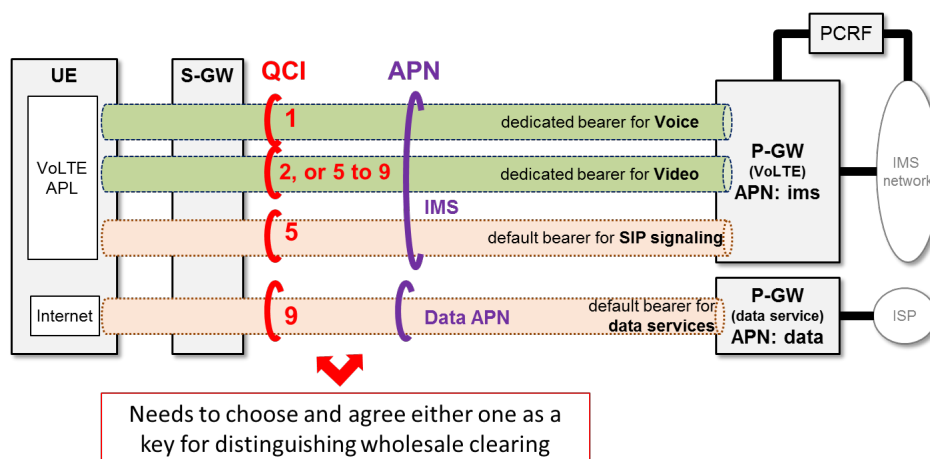 PCRF
UE
S-GW
QCI
APN
VoLTE
APL
1
dedicated bearer for Voice
2, or 5 to 9
dedicated bearer for Video
IMS
5
default bearer for SIP signaling
P-GW
(VoLTE)
APN: ims
IMS
network
Internet
9
Data APN
default bearer for
data services
P-GW
(data service)
APN: data
ISP
Needs to choose and agree either one as a
key for distinguishing wholesale clearing